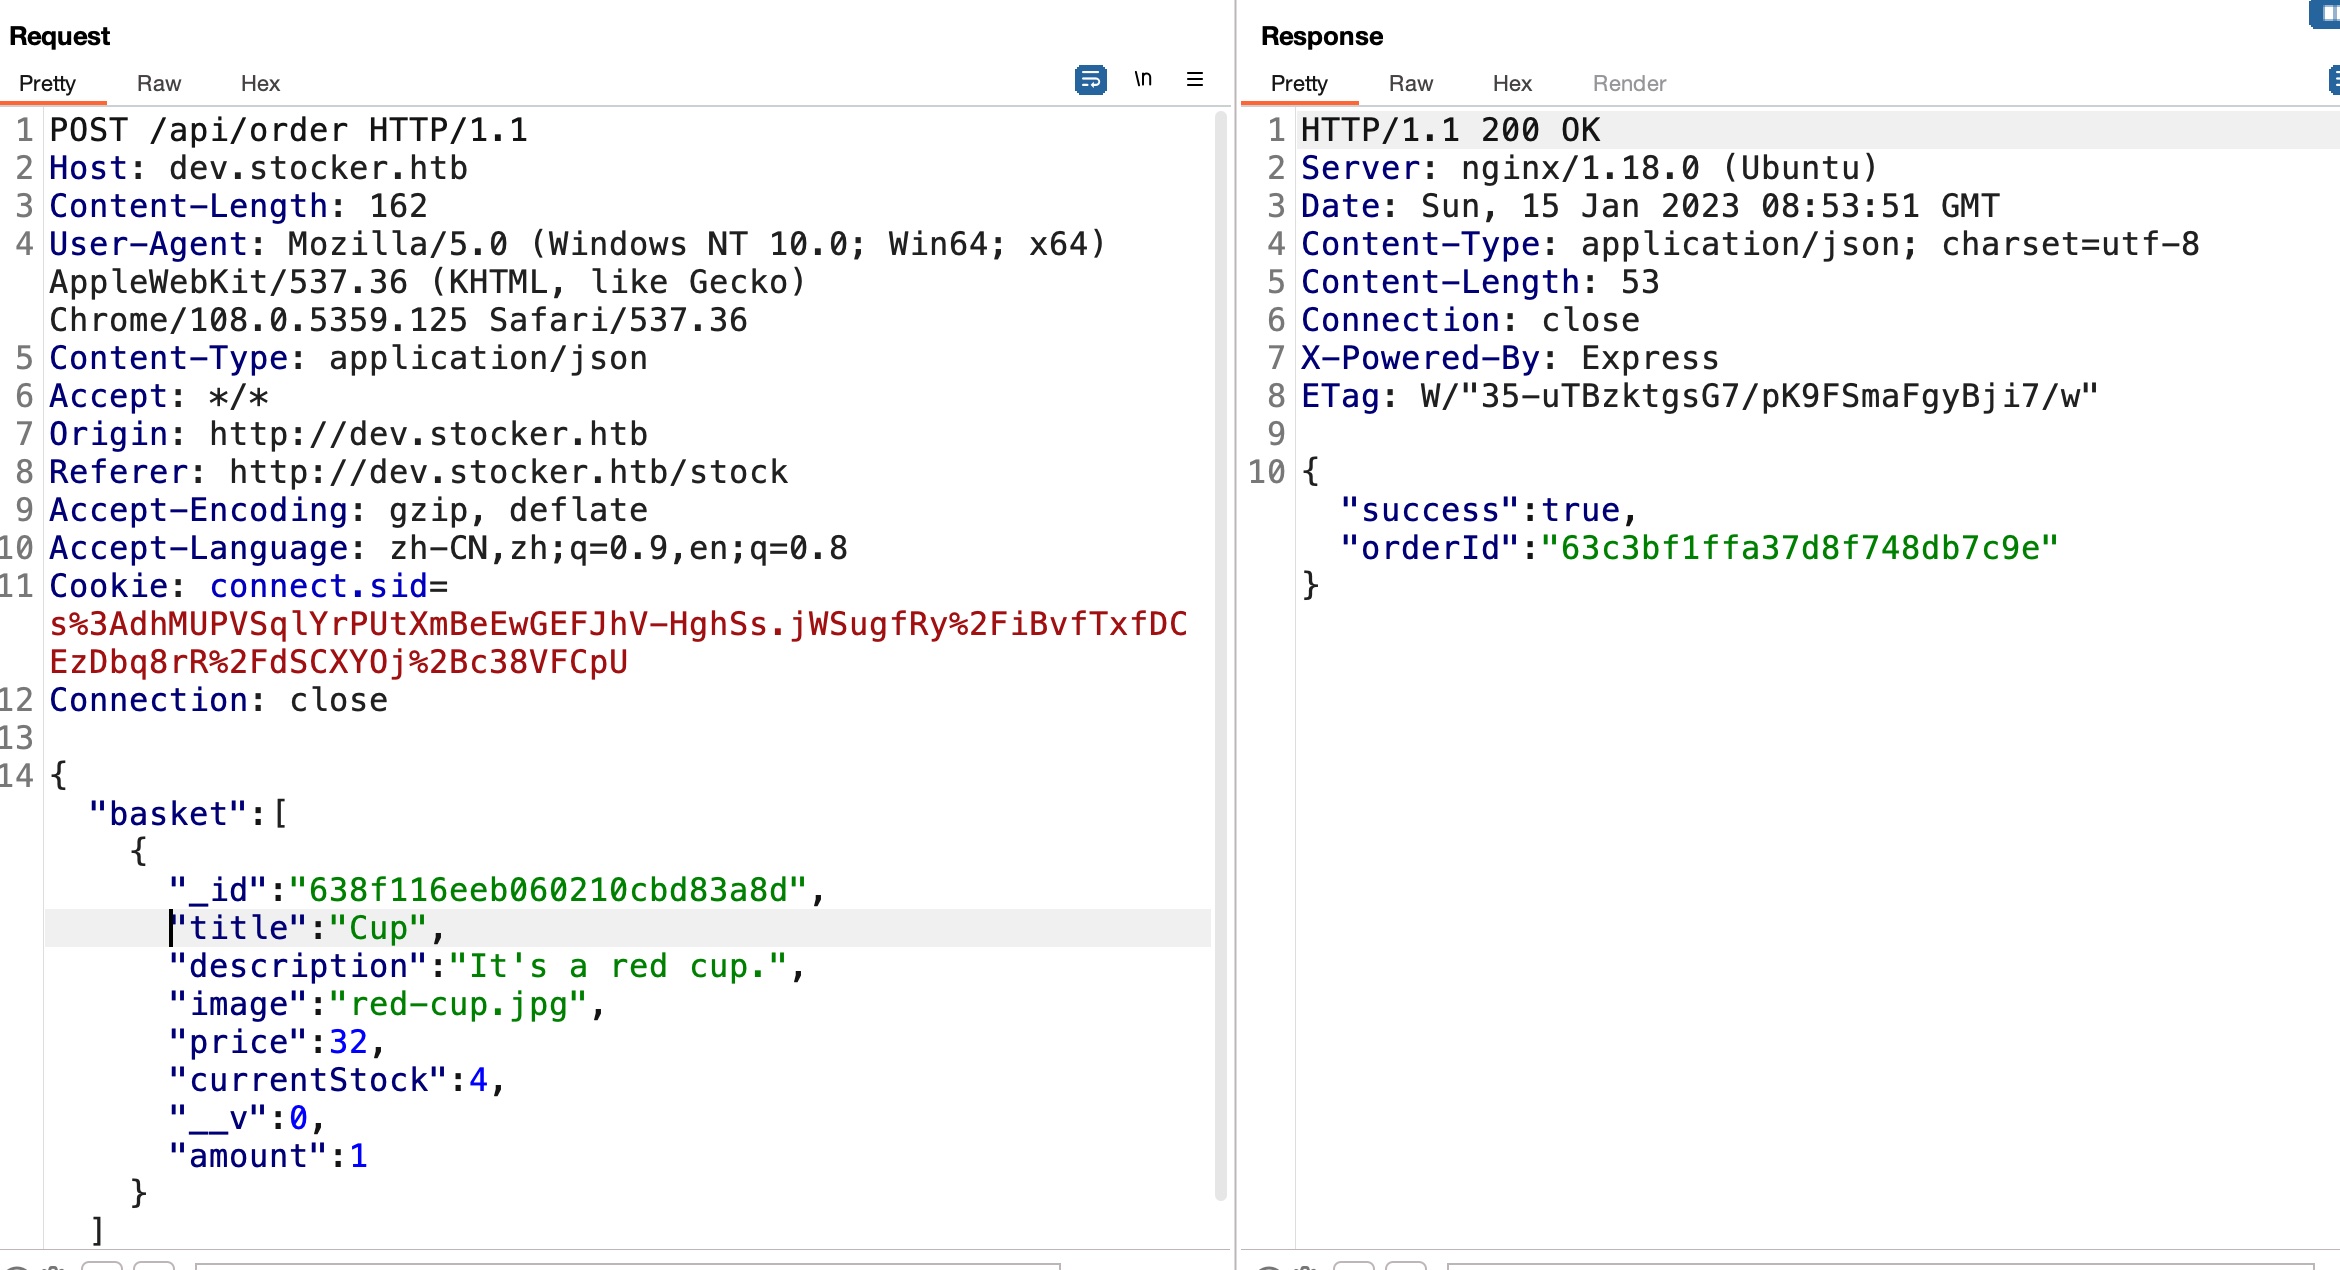 Request
Pretty Raw Hex
\n
1 POST /api/order HTTP/1.1
2 Host: dev.stocker.htb
3 Content-Length: 162
4 User-Agent: Mozilla/5.0 (Windows NT 10.0; Win64; x64)
AppleWebKit/537.36 (KHTML, like Gecko)
Chrome/108.0.5359.125 Safari/537.36
5 Content-Type: application/json
6 Accept: */*
7 Origin: http://dev.stocker.htb
8 Referer: http://dev.stocker.htb/stock
9 Accept-Encoding: gzip, deflate
10 Accept-Language: zh-CN,zh;q=0.9,en;q=0.8
11 Cookie: connect.sid=
s%3AdhMUPVSqlYrPUtXmBeEwGEFJhV-HghSs.jWSugfRy%2FiBvfTxfDC
EzDbq8rR%2FdSCXYOj%2Bc38VFCpU
12 Connection: close
13
14 {
"basket":[
{
"_id":"638f116eeb060210cbd83a8d",
"title":"Cup",
"description":"It's a red cup.",
"image":"red-cup.jpg",
"price":32,
"currentStock":4,
"__v":0,
"amount":1
}
]
Response
Pretty Raw Hex Render
1 HTTP/1.1 200 OK
2 Server: nginx/1.18.0 (Ubuntu)
3 Date: Sun, 15 Jan 2023 08:53:51 GMT
4 Content-Type: application/json; charset=utf-8
5 Content-Length: 53
6 Connection: close
7 X-Powered-By: Express
8 ETag: W/"35-uTBzktgsG7/pK9FSmaFgyBji7/w"
9
10 {
"success":true,
"orderId":"63c3bf1ffa37d8f748db7c9e"
}